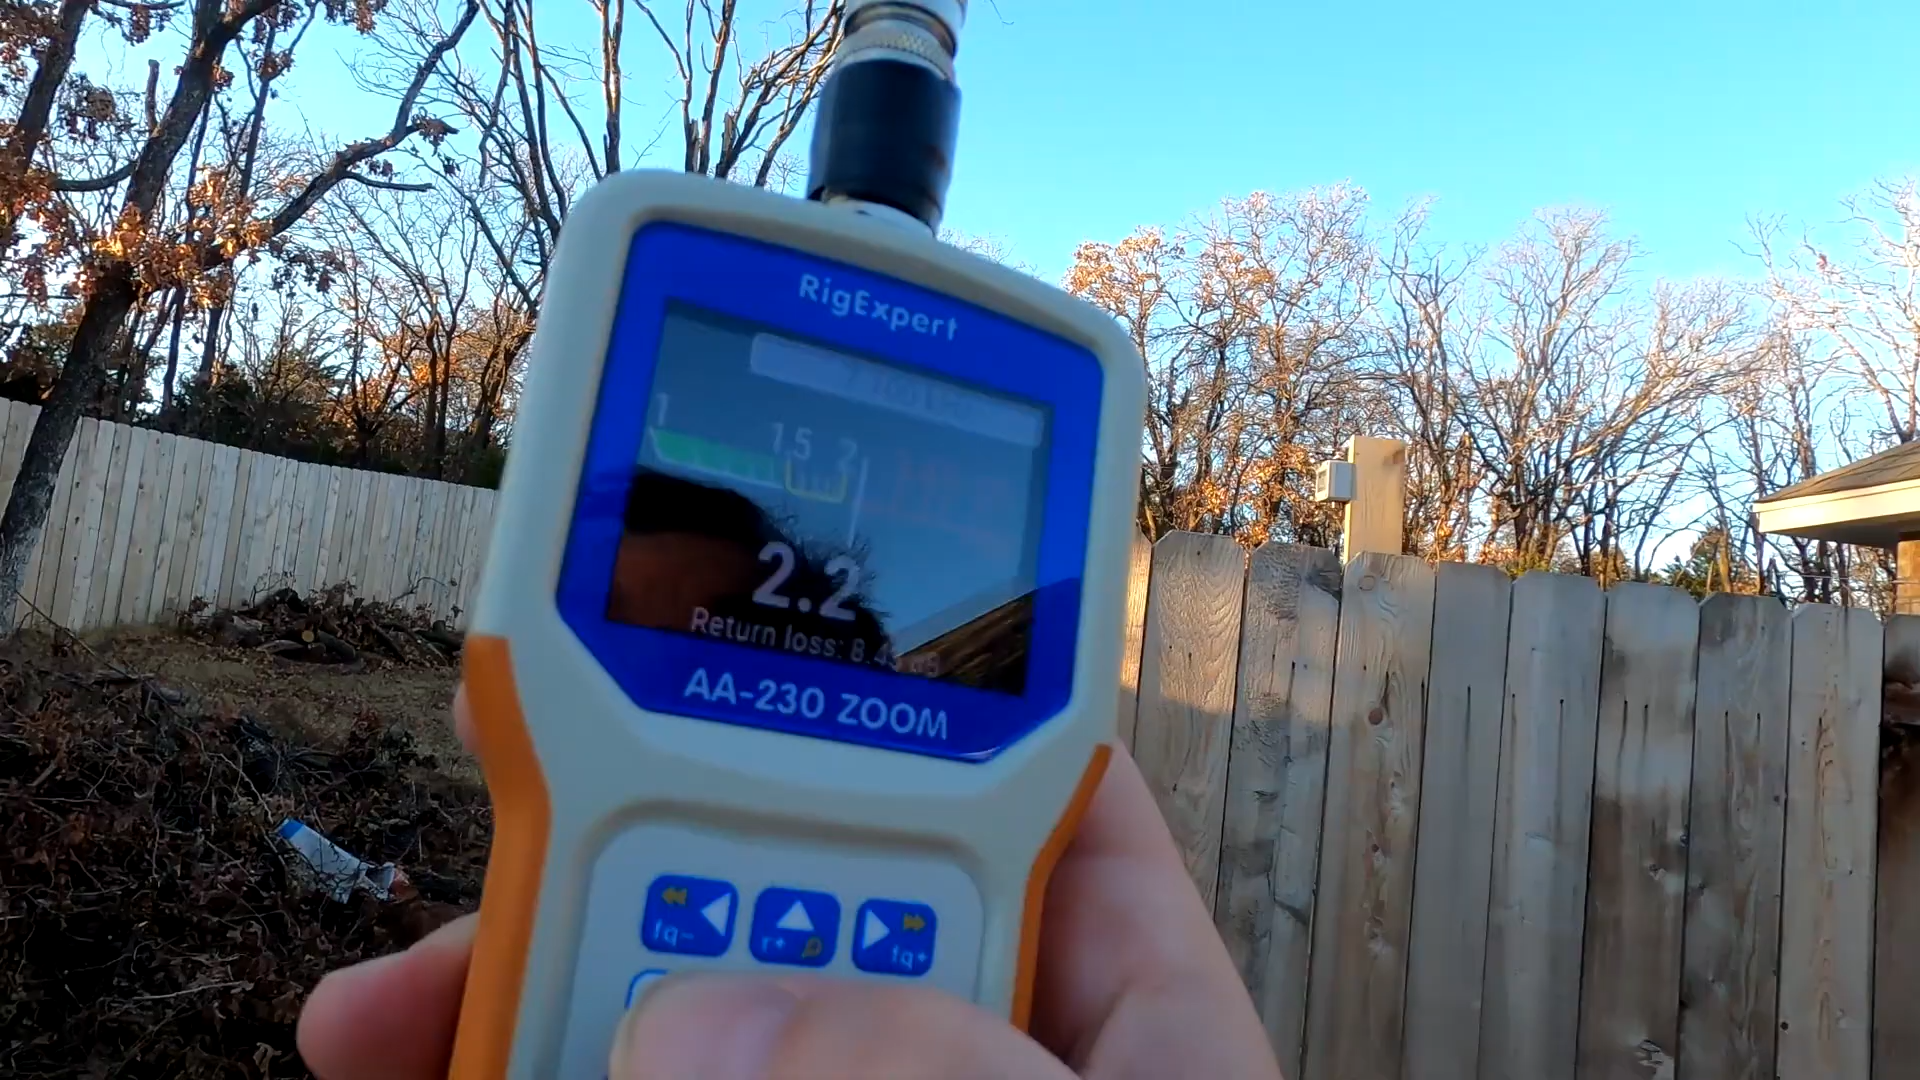 RigExpert
1 1.5 2
2.2
Return loss:
AA-230 ZOOM
fq- r+ fq+